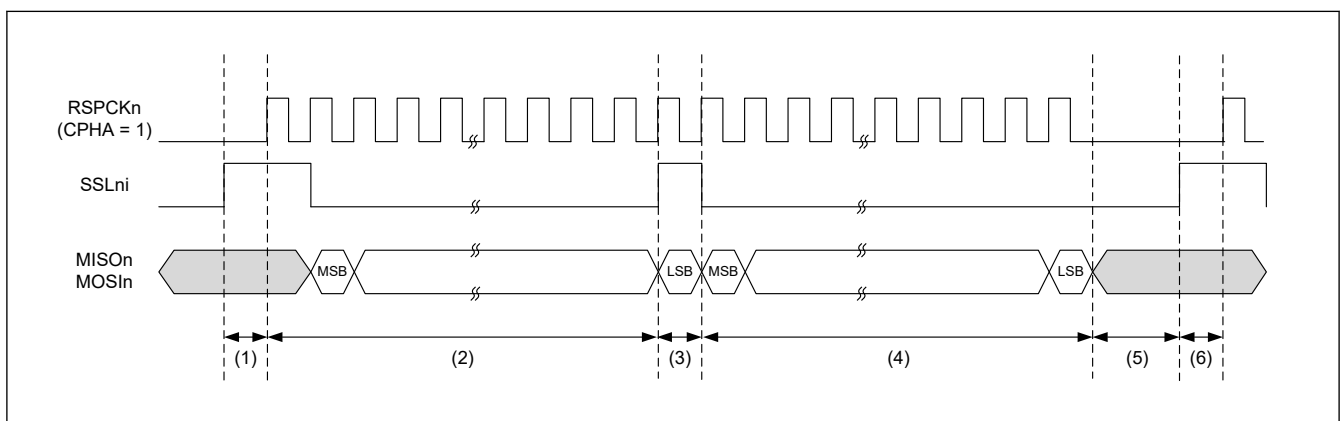 RSPCKn
(CPHA = 1)
SSLni
MISOn
MOSIn
MSB
LSB
MSB
LSB
(1)
(2)
(3)
(4)
(5)
(6)